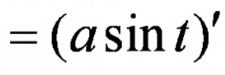 = (a sin t)′